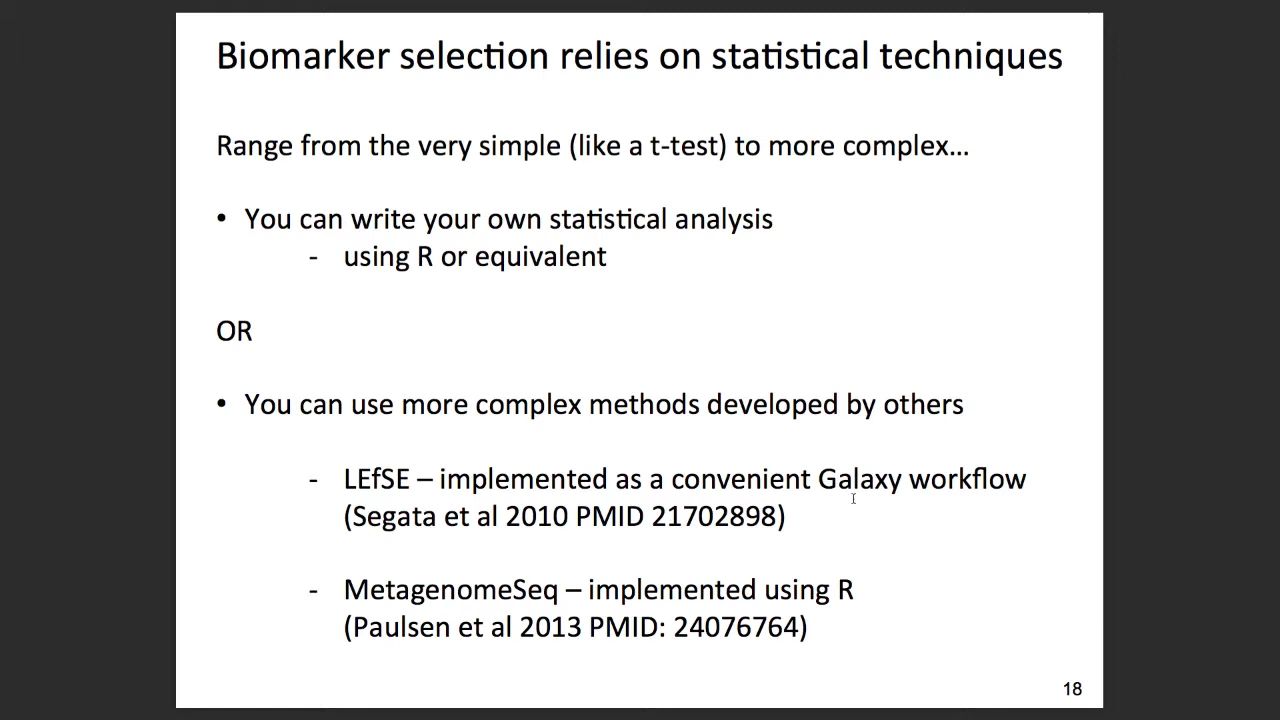 Biomarker selection relies on statistical techniques
Range from the very simple (like a t-test) to more complex…
• You can write your own statistical analysis
- using R or equivalent
OR
• You can use more complex methods developed by others
- LEfSE – implemented as a convenient Galaxy workflow
(Segata et al 2010 PMID 21702898)
- MetagenomeSeq – implemented using R
(Paulsen et al 2013 PMID: 24076764)
18